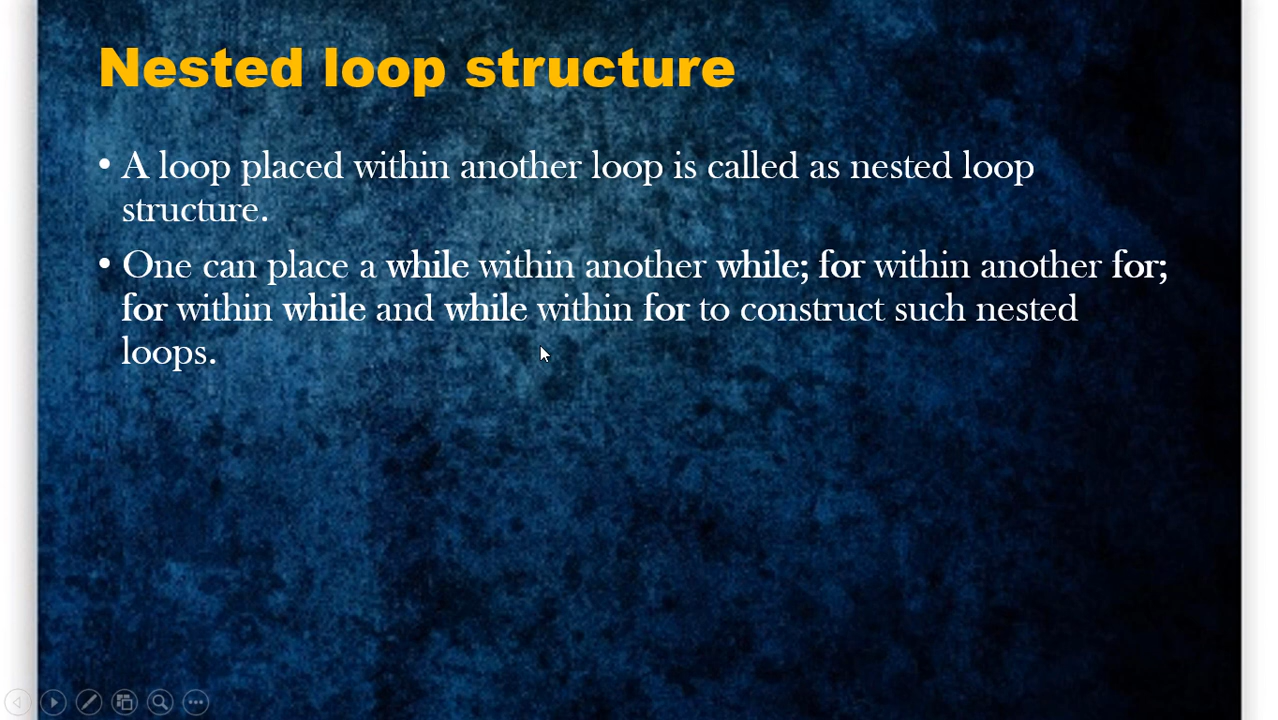 Nested loop structure
• A loop placed within another loop is called as nested loop
structure.
• One can place a while within another while; for within another for;
for within while and while within for to construct such nested
loops.